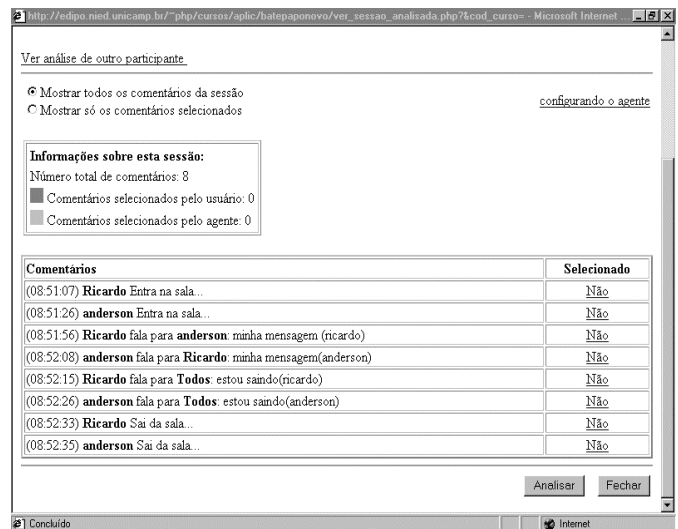 http://edipo.nied.unicamp.br/~php/cursos/aplic/batepaponovo/ver_sessao_analisada.php?&cod_curso= - Microsoft Internet ...
Ver análise de outro participante
Mostrar todos os comentários da sessão
Mostrar só os comentários selecionados
configurando o agente
Informações sobre esta sessão:
Número total de comentários: 8
Comentários selecionados pelo usuário: 0
Comentários selecionados pelo agente: 0
Comentários Selecionado
(08:51:07) Ricardo Entra na sala... Não
(08:51:26) anderson Entra na sala... Não
(08:51:56) Ricardo fala para anderson: minha mensagem (ricardo) Não
(08:52:08) anderson fala para Ricardo: minha mensagem(anderson) Não
(08:52:15) Ricardo fala para Todos: estou saindo(ricardo) Não
(08:52:26) anderson fala para Todos: estou saindo(anderson) Não
(08:52:33) Ricardo Sai da sala... Não
(08:52:35) anderson Sai da sala... Não
Analisar Fechar
Concluído Internet